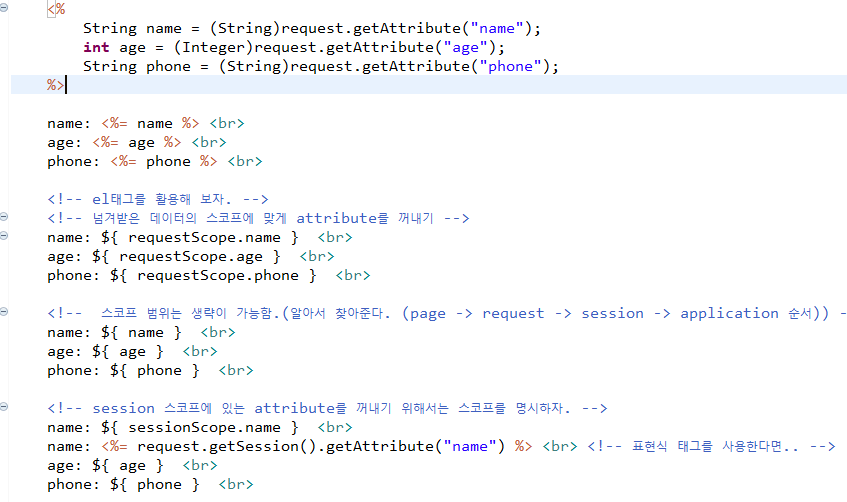 <%
String name = (String)request.getAttribute("name");
int age = (Integer)request.getAttribute("age");
String phone = (String)request.getAttribute("phone");
%>
name: <%= name %> <br>
age: <%= age %> <br>
phone: <%= phone %> <br>
<!-- el태그를 활용해 보자. -->
<!-- 넘겨받은 데이터의 스코프에 맞게 attribute를 꺼내기 -->
name: ${ requestScope.name }  <br>
age: ${ requestScope.age }  <br>
phone: ${ requestScope.phone }  <br>
<!--  스코프 범위는 생략이 가능함.(알아서 찾아준다. (page -> request -> session -> application 순서)) -
name: ${ name }  <br>
age: ${ age }  <br>
phone: ${ phone }  <br>
<!-- session 스코프에 있는 attribute를 꺼내기 위해서는 스코프를 명시하자. -->
name: ${ sessionScope.name }  <br>
name: <%= request.getSession().getAttribute("name") %> <br> <!-- 표현식 태그를 사용한다면.. -->
age: ${ age }  <br>
phone: ${ phone }  <br>